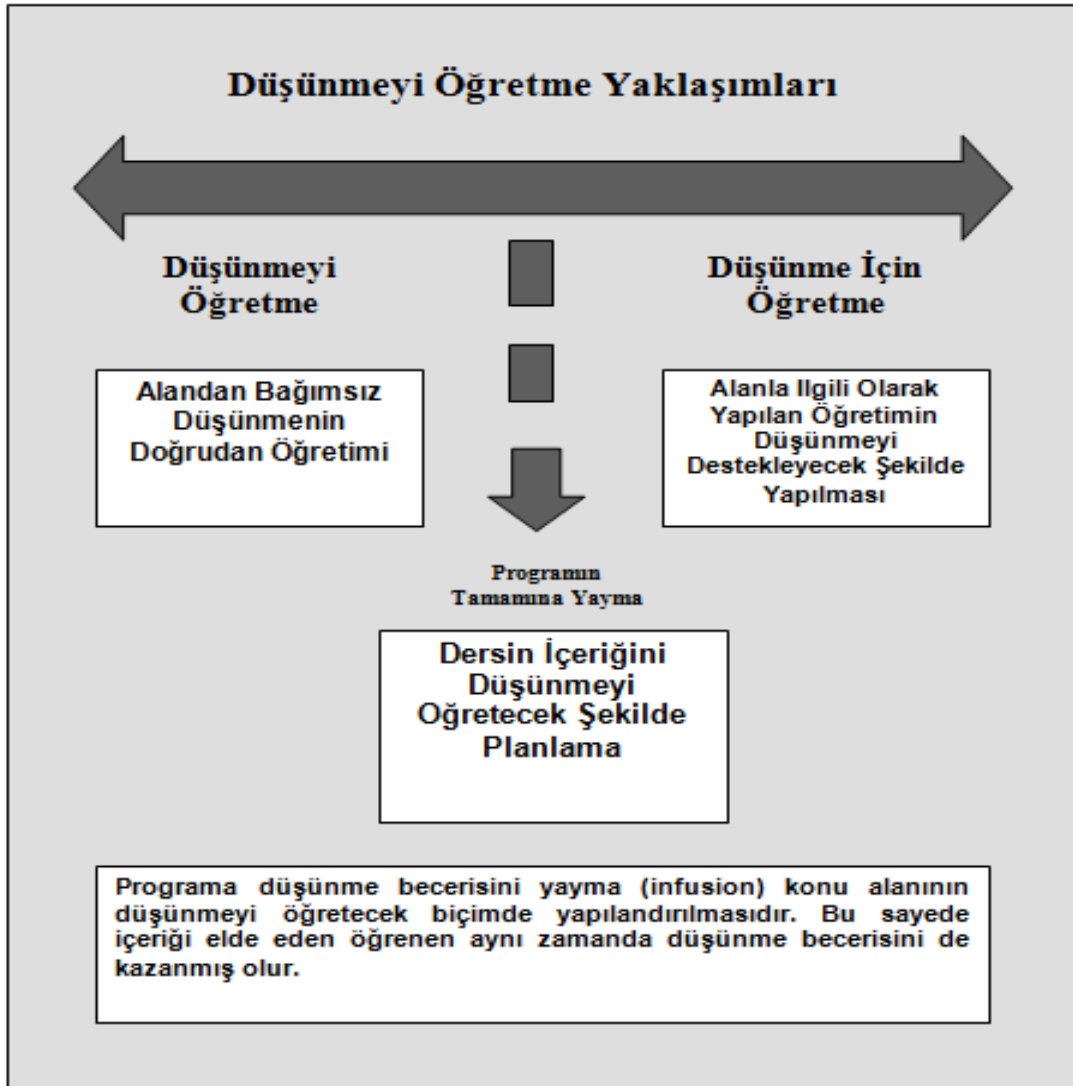 Düşünmeyi Öğretme Yaklaşımları
Düşünmeyi
Öğretme
Düşünme İçin
Öğretme
Alandan Bağımsız
Düşünmenin
Doğrudan Öğretimi
Alanla Ilgili Olarak
Yapılan Öğretimin
Düşünmeyi
Destekleyecek Şekilde
Yapılması
Programın
Tamamına Yayma
Dersin İçeriğini
Düşünmeyi
Oğretecek Şekilde
Planlama
Programa düşünme becerisini yayma (infusion) konu alanının
düşünmeyi öğretecek biçimde yapılandırılmasıdır. Bu sayede
içeriği elde eden öğrenen aynı zamanda düşünme becerisini de
kazanmış olur.